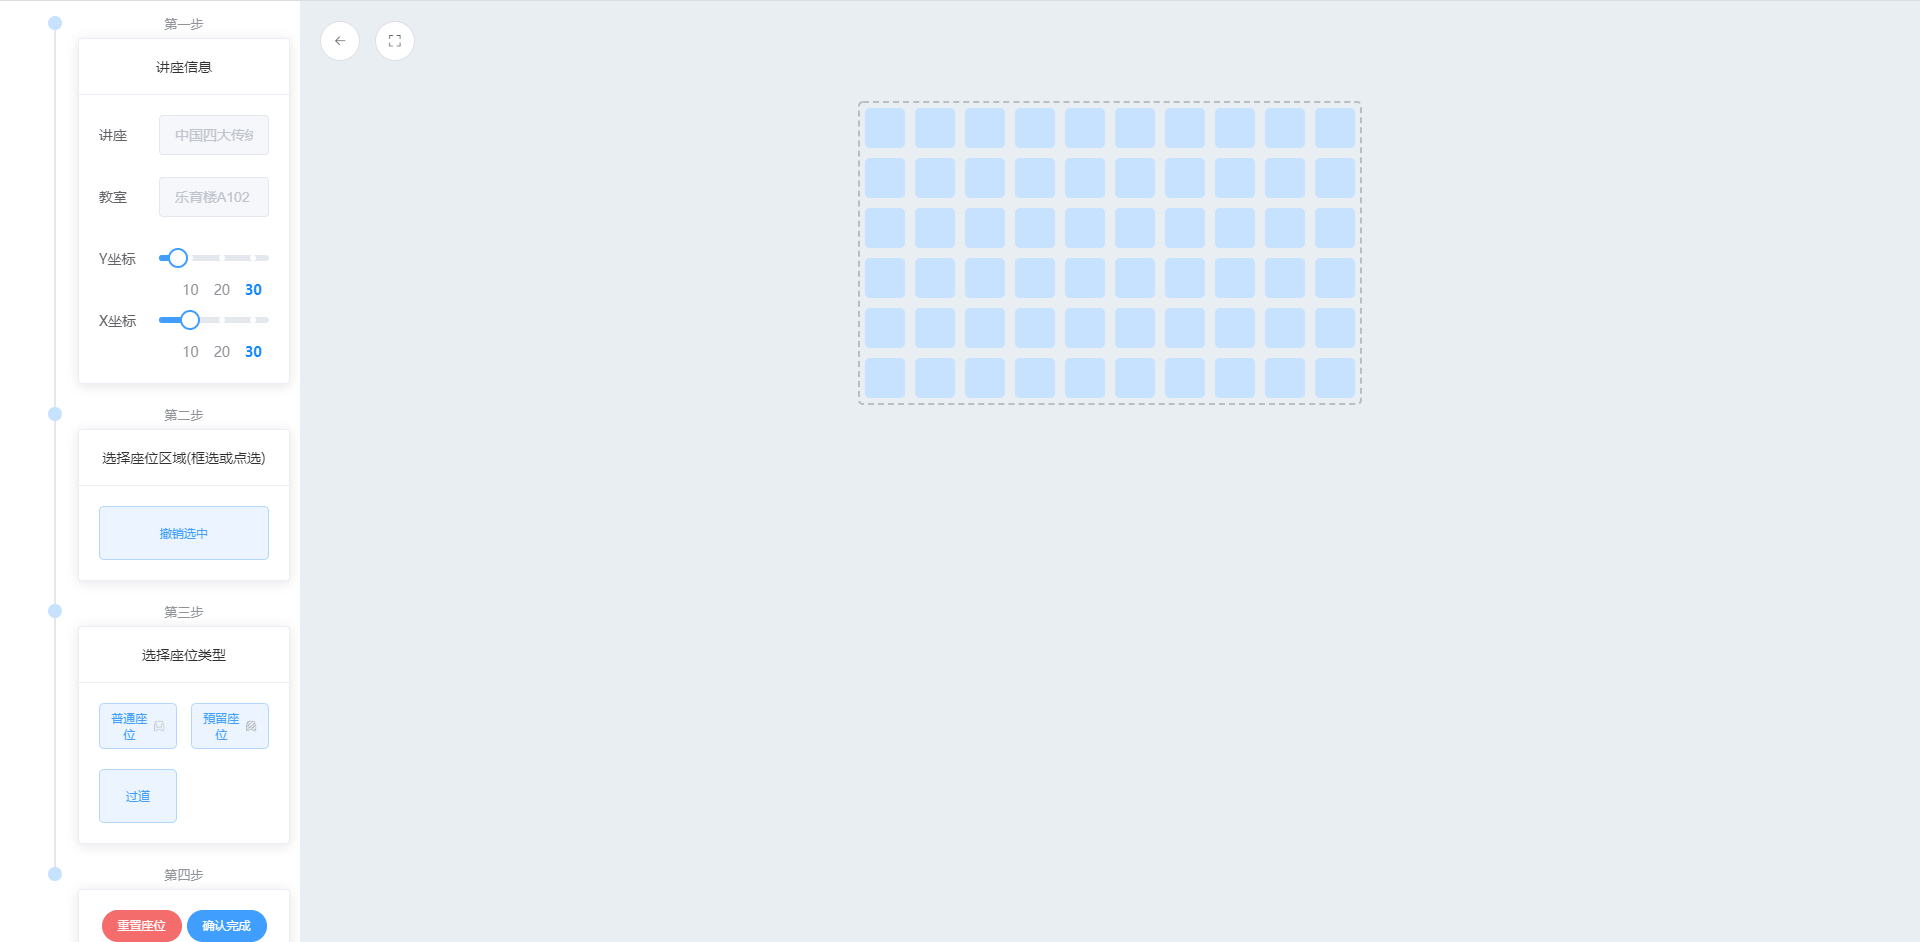 第一步
讲座信息
讲座
中国四大传
教室
乐育楼A102
Y坐标
10 20 30
X坐标
10 20 30
第二步
选择座位区域(框选或点选)
撤销选中
第三步
选择座位类型
普通座
位
預留座
位
过道
第四步
重置座位 确认完成